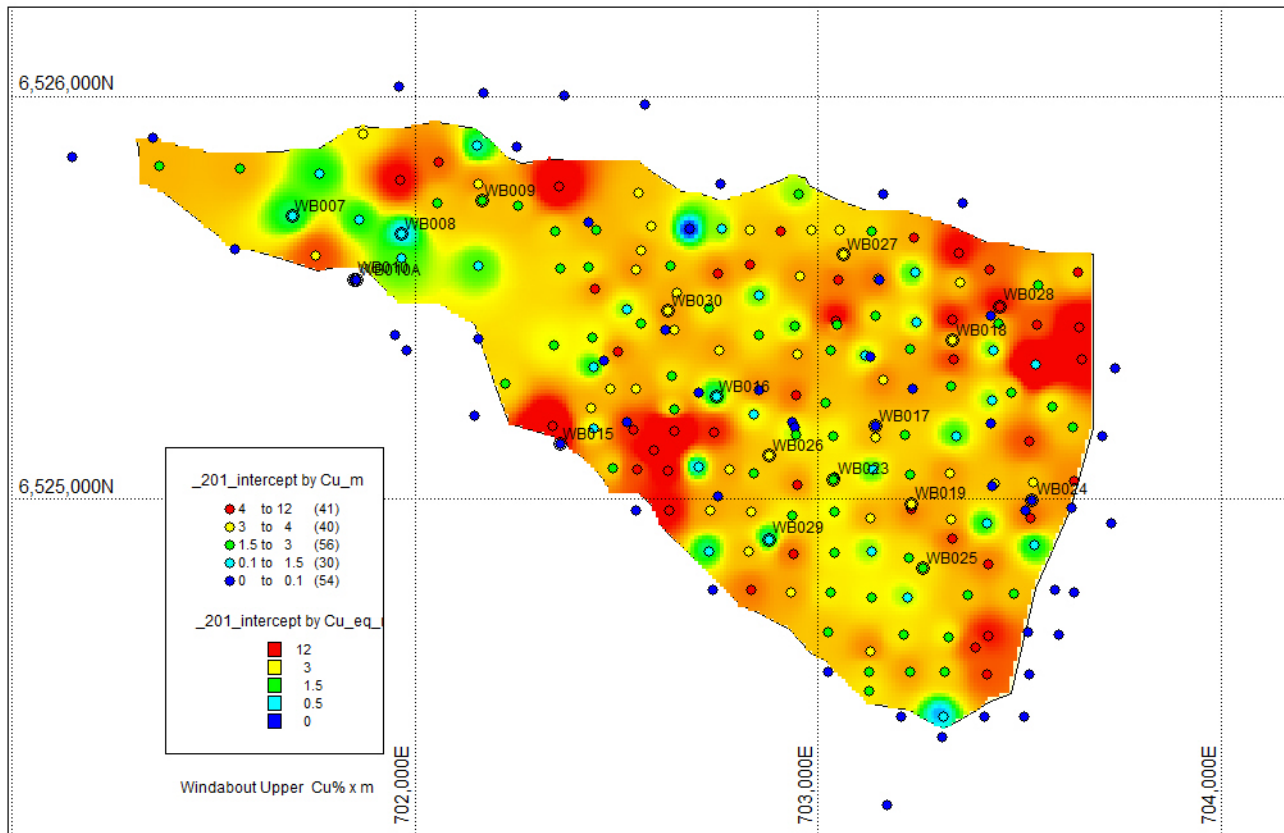 6,526,000N
WB009
WB007
WB008
WB027
WB010A
WB028
WB030
WB018
WB016
WB017
WB015
WB026
WB023
6,525,000N
WB019
WB024
WB029
WB025
_201_intercept by Cu_m
4 to 12 (41)
3 to 4 (40)
1.5 to 3 (56)
0.1 to 1.5 (30)
0 to 0.1 (54)
_201_intercept by Cu_eq_
12
3
1.5
0.5
0
Windabout Upper Cu% x m
702,000E
703,000E
704,000E